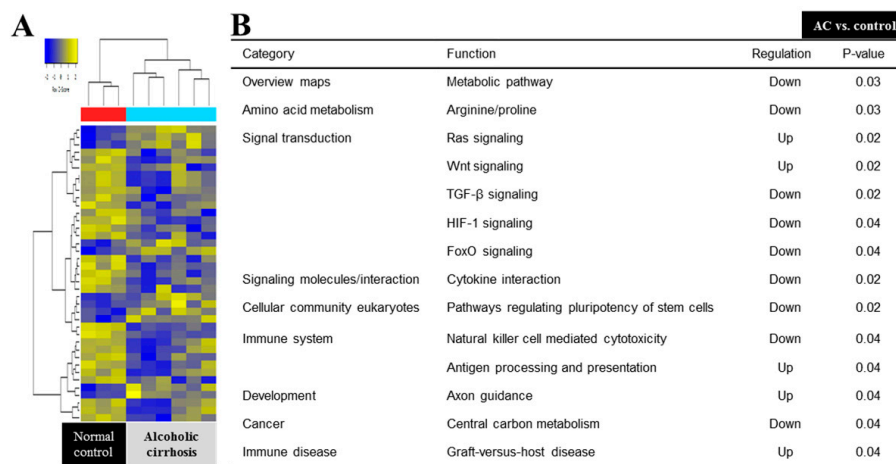 A
B
AC vs. control
Category Function Regulation P-value
Overview maps Metabolic pathway Down 0.03
Amino acid metabolism Arginine/proline Down 0.03
Signal transduction Ras signaling Up 0.02
Wnt signaling Up 0.02
TGF-β signaling Down 0.02
HIF-1 signaling Down 0.04
FoxO signaling Down 0.04
Signaling molecules/interaction Cytokine interaction Down 0.02
Cellular community eukaryotes Pathways regulating pluripotency of stem cells Down 0.02
Immune system Natural killer cell mediated cytotoxicity Down 0.04
Antigen processing and presentation Up 0.04
Development Axon guidance Up 0.04
Cancer Central carbon metabolism Down 0.04
Immune disease Graft-versus-host disease Up 0.04
Normal
control
Alcoholic
cirrhosis